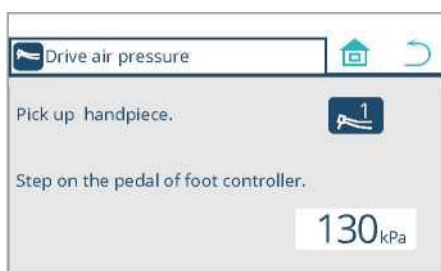 Drive air pressure
Pick up handpiece.
1
Step on the pedal of foot controller.
130kPa